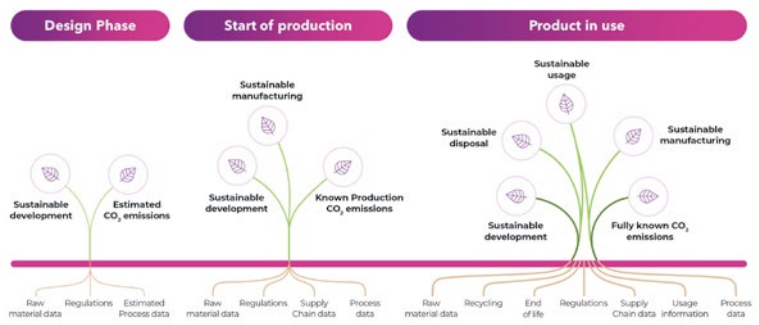 Design Phase
Start of production
Product in use
Sustainable
development
Estimated
CO₂ emissions
Sustainable
manufacturing
Sustainable
development
Known Production
CO₂ emissions
Sustainable
usage
Sustainable
disposal
Sustainable
manufacturing
Sustainable
development
Fully known CO₂
emissions
Raw
material data
Regulations
Estimated
Process data
Raw
material data
Regulations
Supply
Chain data
Process
data
Raw
material data
Recycling
End
of life
Regulations
Supply
Chain data
Usage
information
Process
data